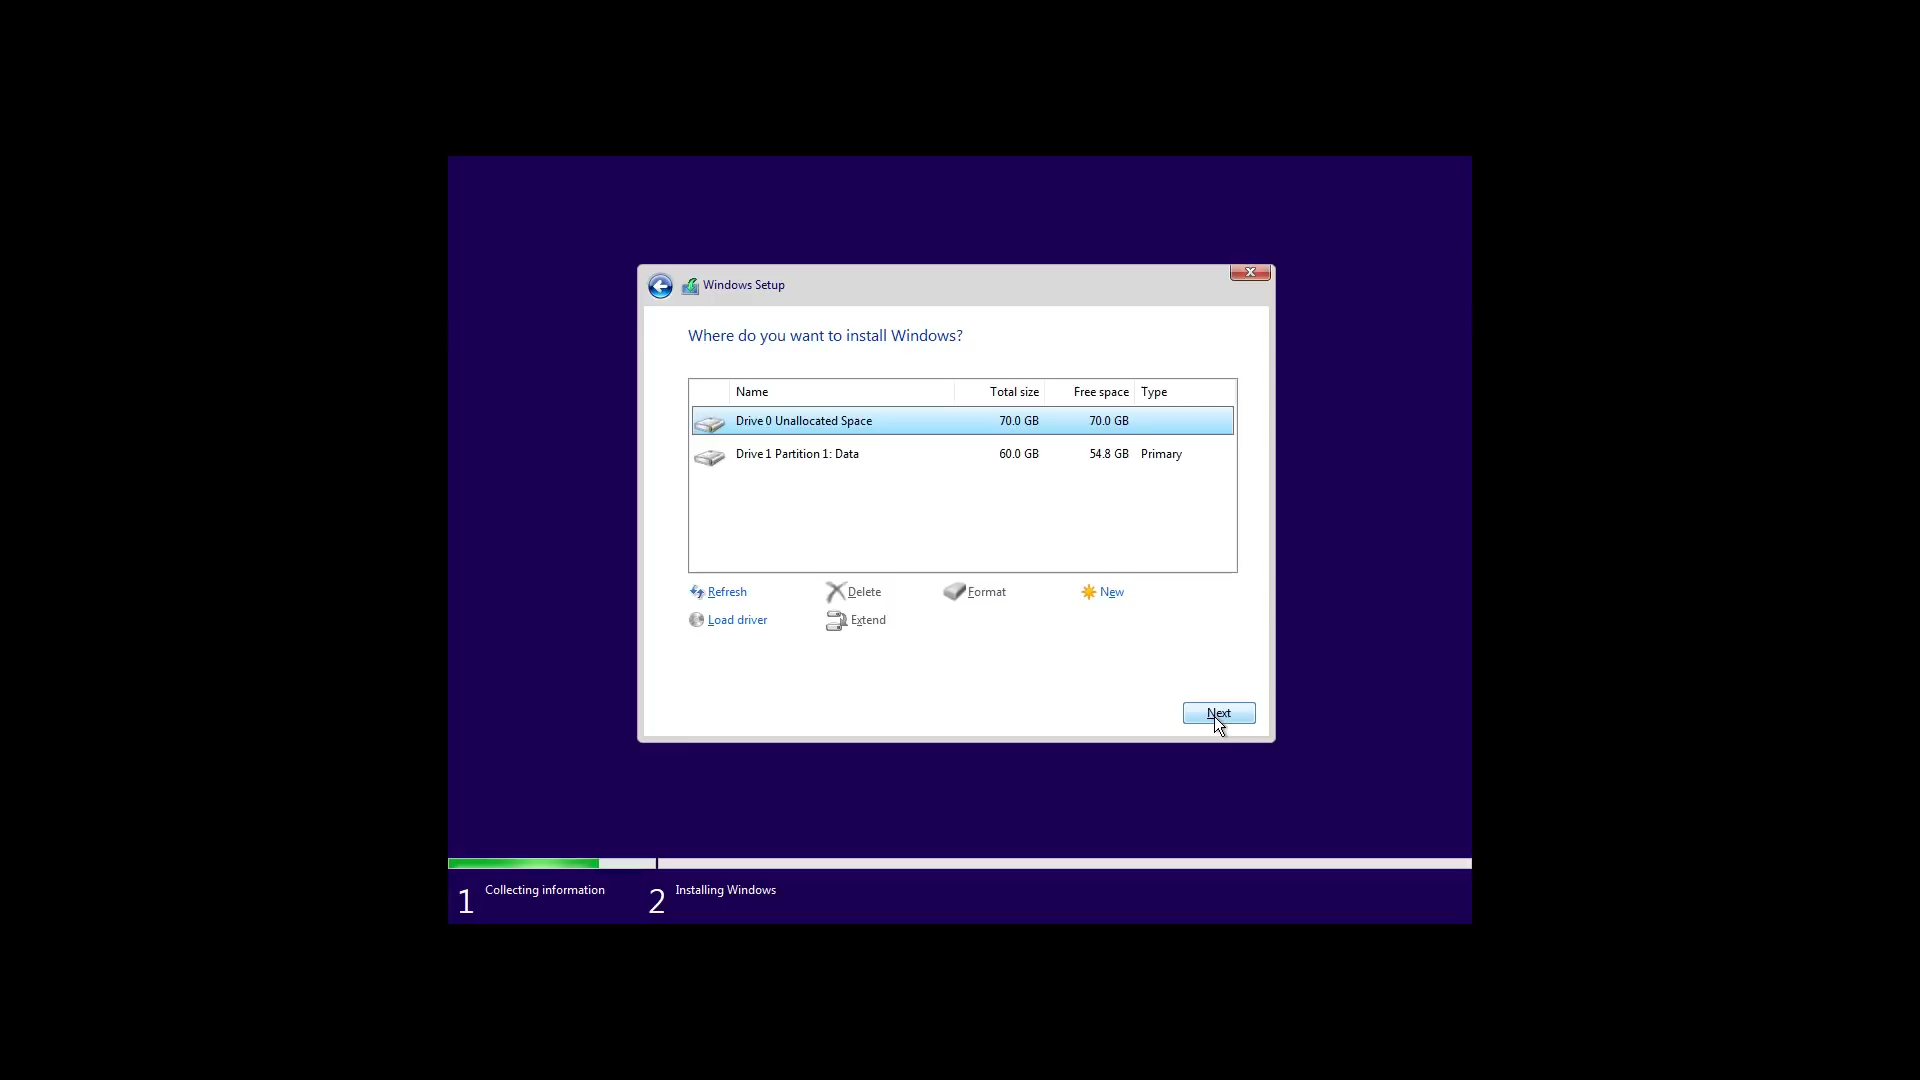 Windows Setup
Where do you want to install Windows?
Name Total size Free space Type
Drive 0 Unallocated Space 70.0 GB 70.0 GB
Drive 1 Partition 1: Data 60.0 GB 54.8 GB Primary
Refresh Delete Format New
Load driver Extend
Next
1 Collecting information 2 Installing Windows